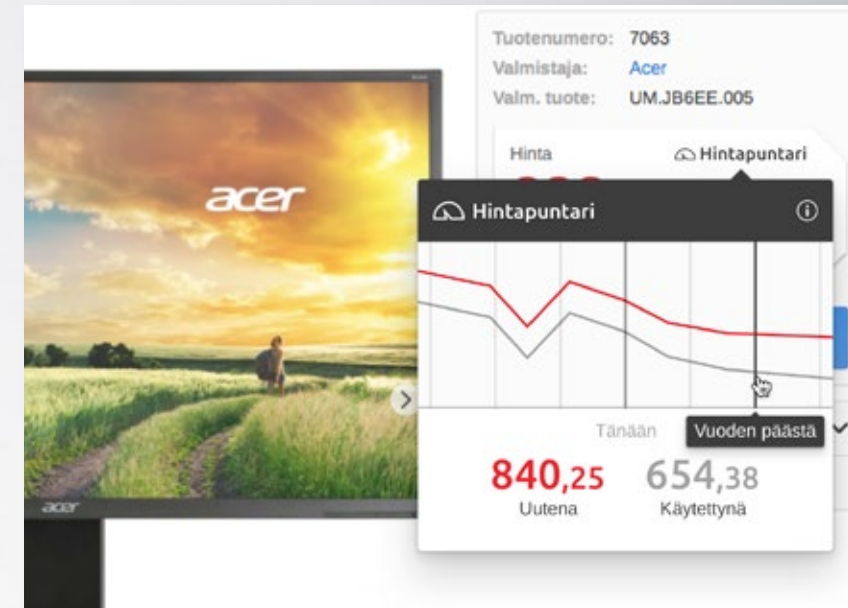 Tuotenumero: 7063
Valmistaja: Acer
Valm. tuote: UM.JB6EE.005
Hinta Hintapuntari
acer
Hintapuntari
Tänään Vuoden päästä
840,25 654,38
Uutena Käytettynä
acer